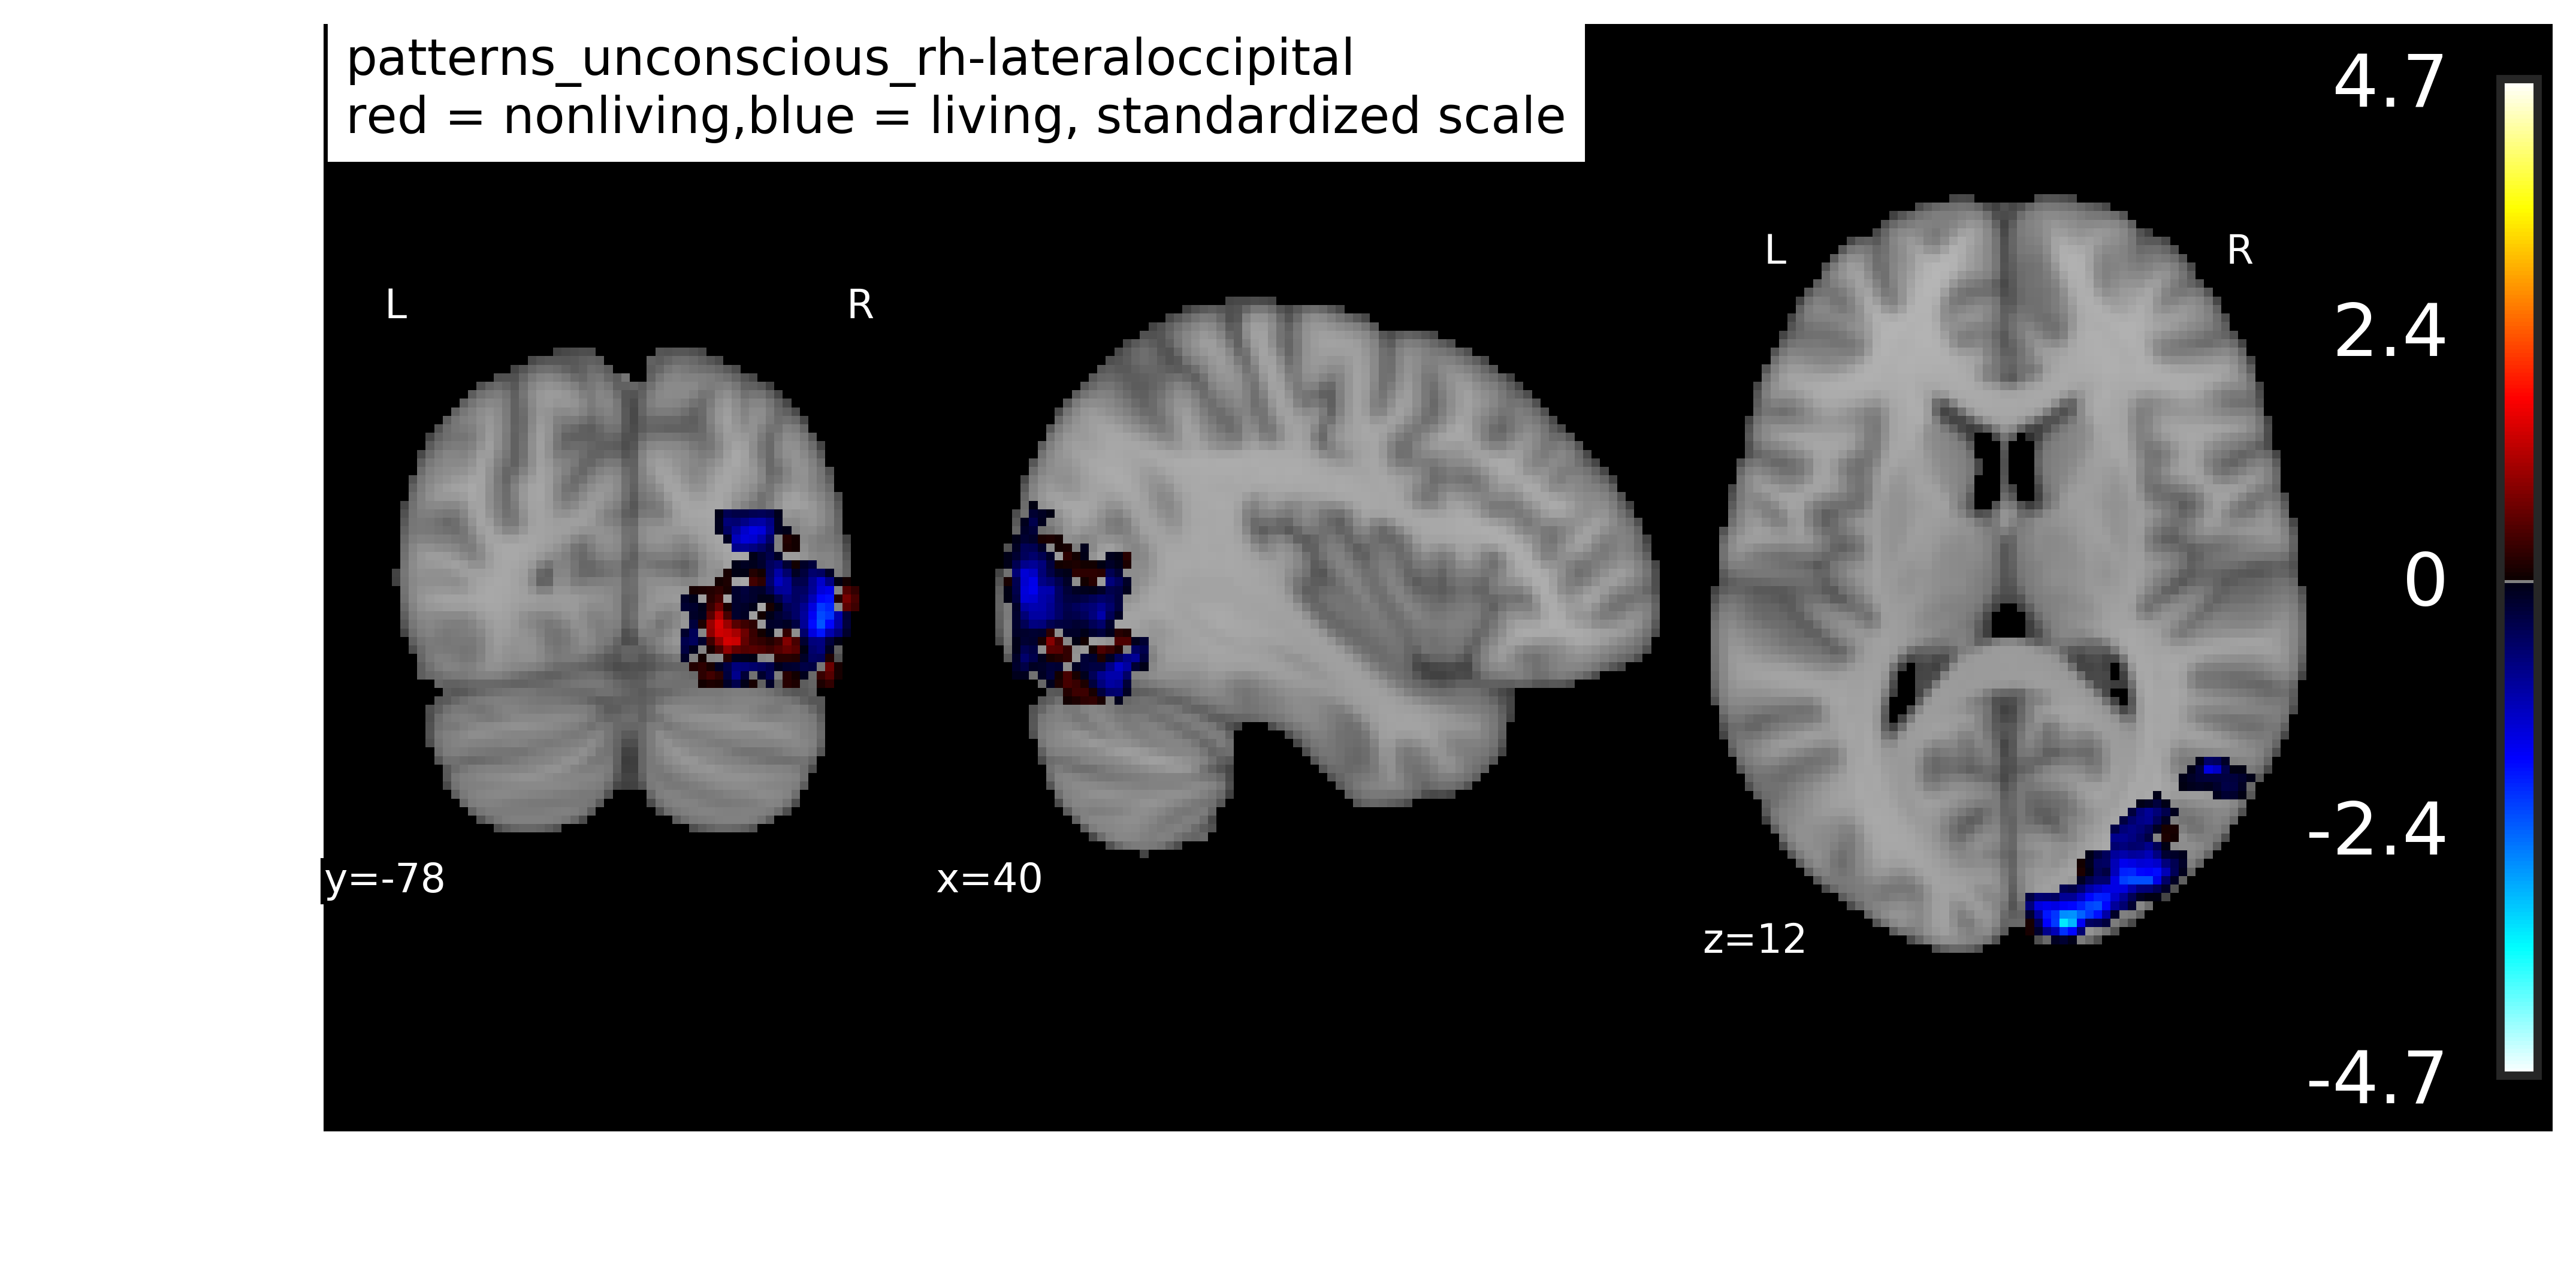 patterns_unconscious_rh-lateraloccipital
red = nonliving,blue = living, standardized scale
L
R
y=-78
x=40
L
R
z=12
4.7
2.4
0
-2.4
-4.7